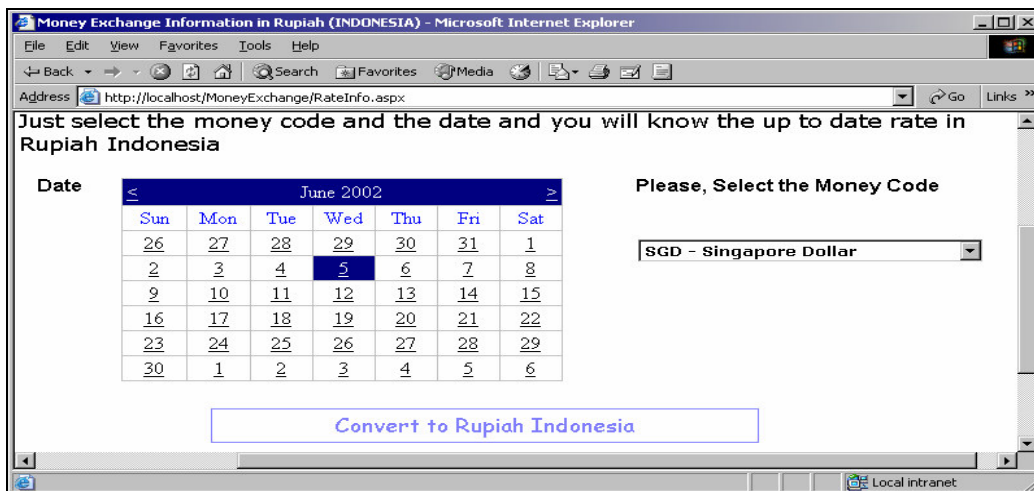 Money Exchange Information in Rupiah (INDONESIA) - Microsoft Internet Explorer
File Edit View Favorites Tools Help
Back Search Favorites Media
Address http://localhost/MoneyExchange/RateInfo.aspx Go Links »
Just select the money code and the date and you will know the up to date rate in
Rupiah Indonesia
Date < June 2002 > Please, Select the Money Code
Sun Mon Tue Wed Thu Fri Sat
26 27 28 29 30 31 1
SGD - Singapore Dollar
2 3 4 5 6 7 8
9 10 11 12 13 14 15
16 17 18 19 20 21 22
23 24 25 26 27 28 29
30 1 2 3 4 5 6
Convert to Rupiah Indonesia
Local intranet